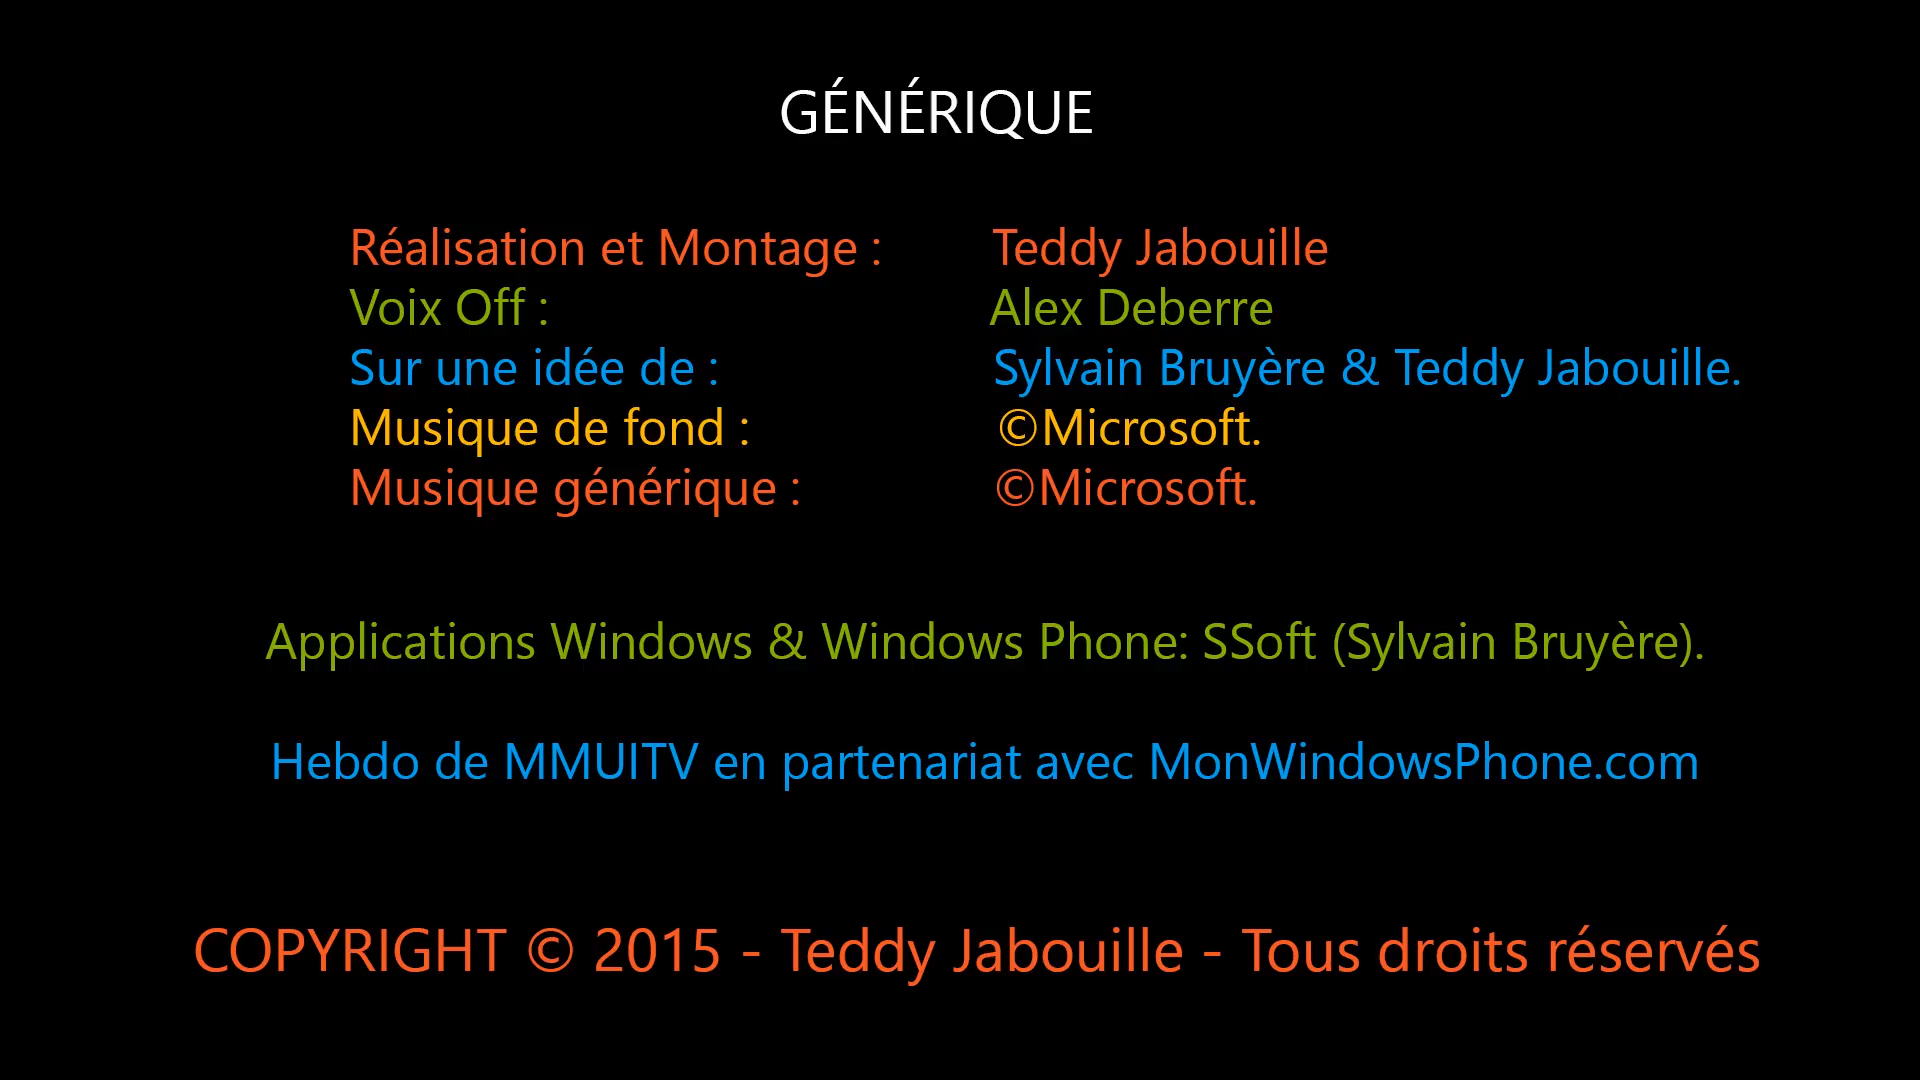 GÉNÉRIQUE
Réalisation et Montage : Teddy Jabouille
Voix Off : Alex Deberre
Sur une idée de : Sylvain Bruyère & Teddy Jabouille.
Musique de fond : ©Microsoft.
Musique générique : ©Microsoft.
Applications Windows & Windows Phone: SSoft (Sylvain Bruyère).
Hebdo de MMUITV en partenariat avec MonWindowsPhone.com
COPYRIGHT © 2015 - Teddy Jabouille - Tous droits réservés